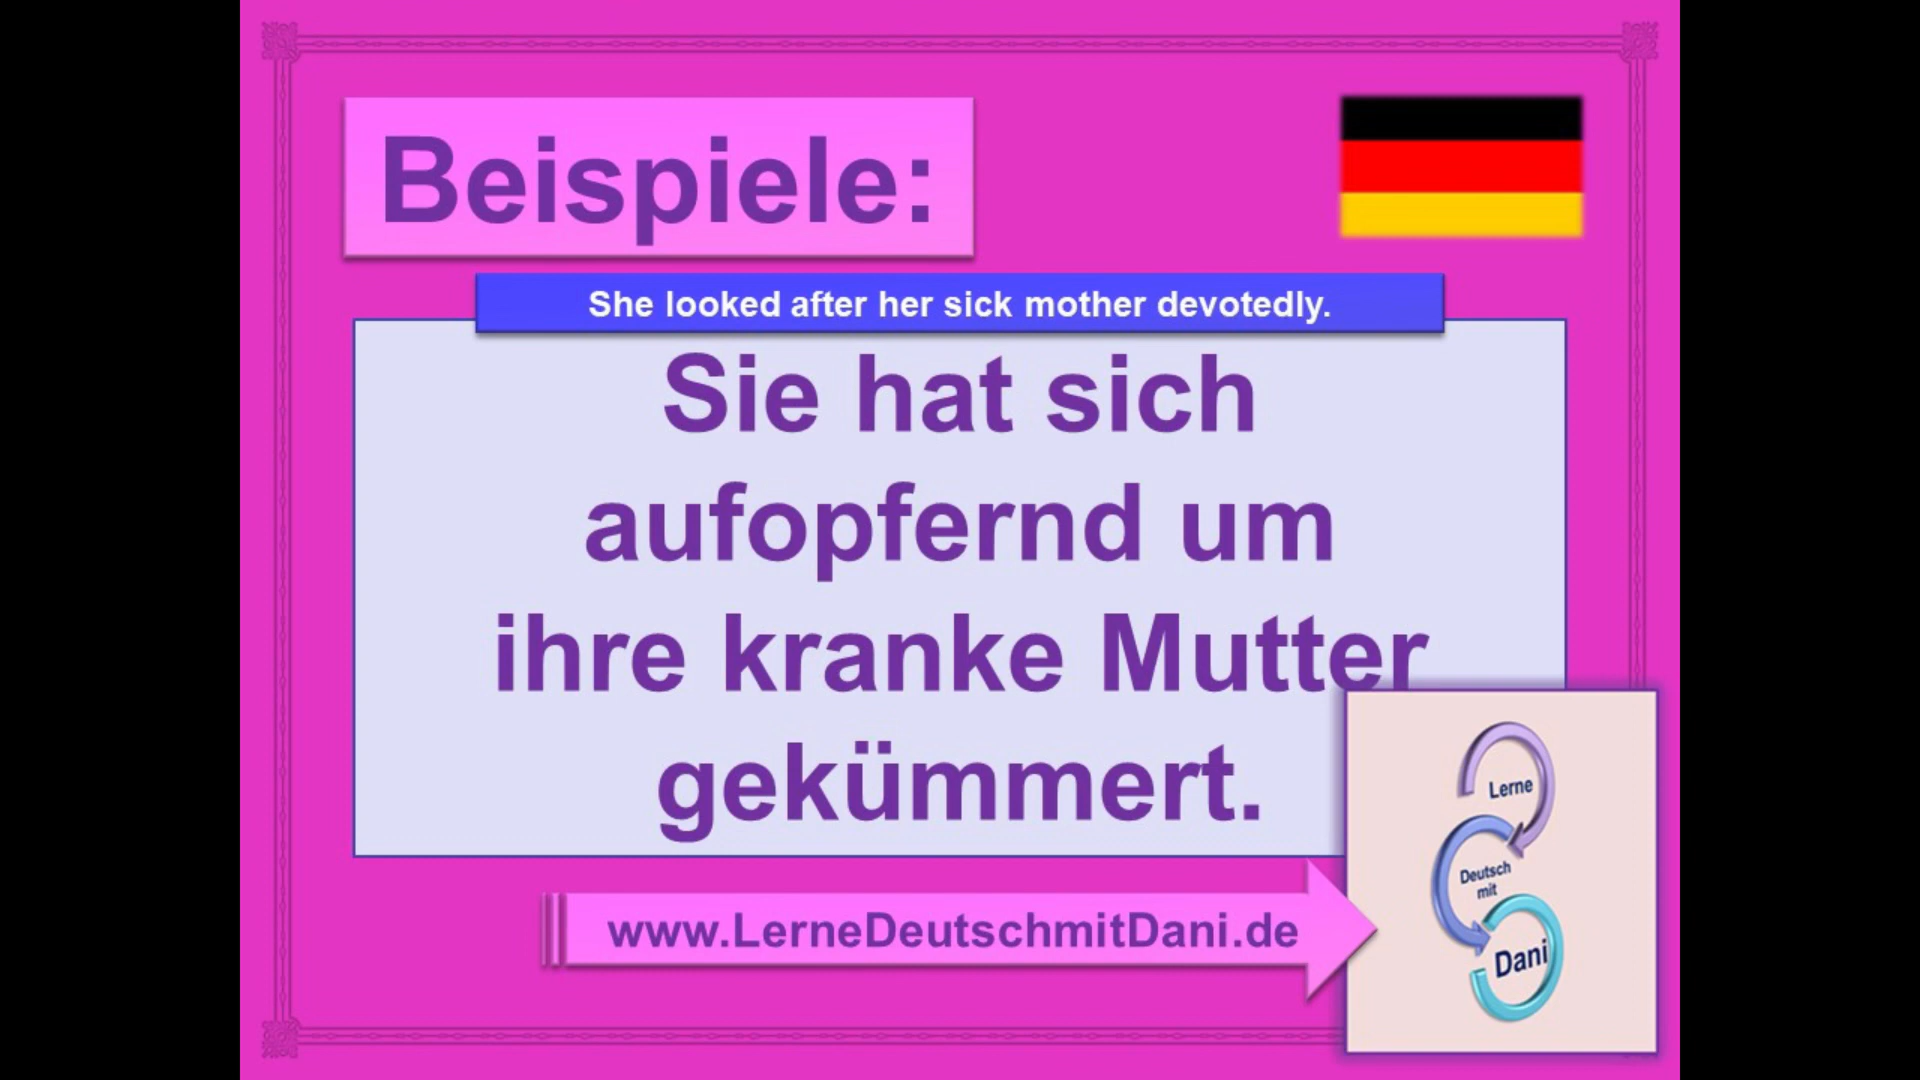 Beispiele:
She looked after her sick mother devotedly.
Sie hat sich
aufopfernd um
ihre kranke Mutter
gekümmert.
www.LerneDeutschmitDani.de
Lerne
Deutsch
mit
Dani